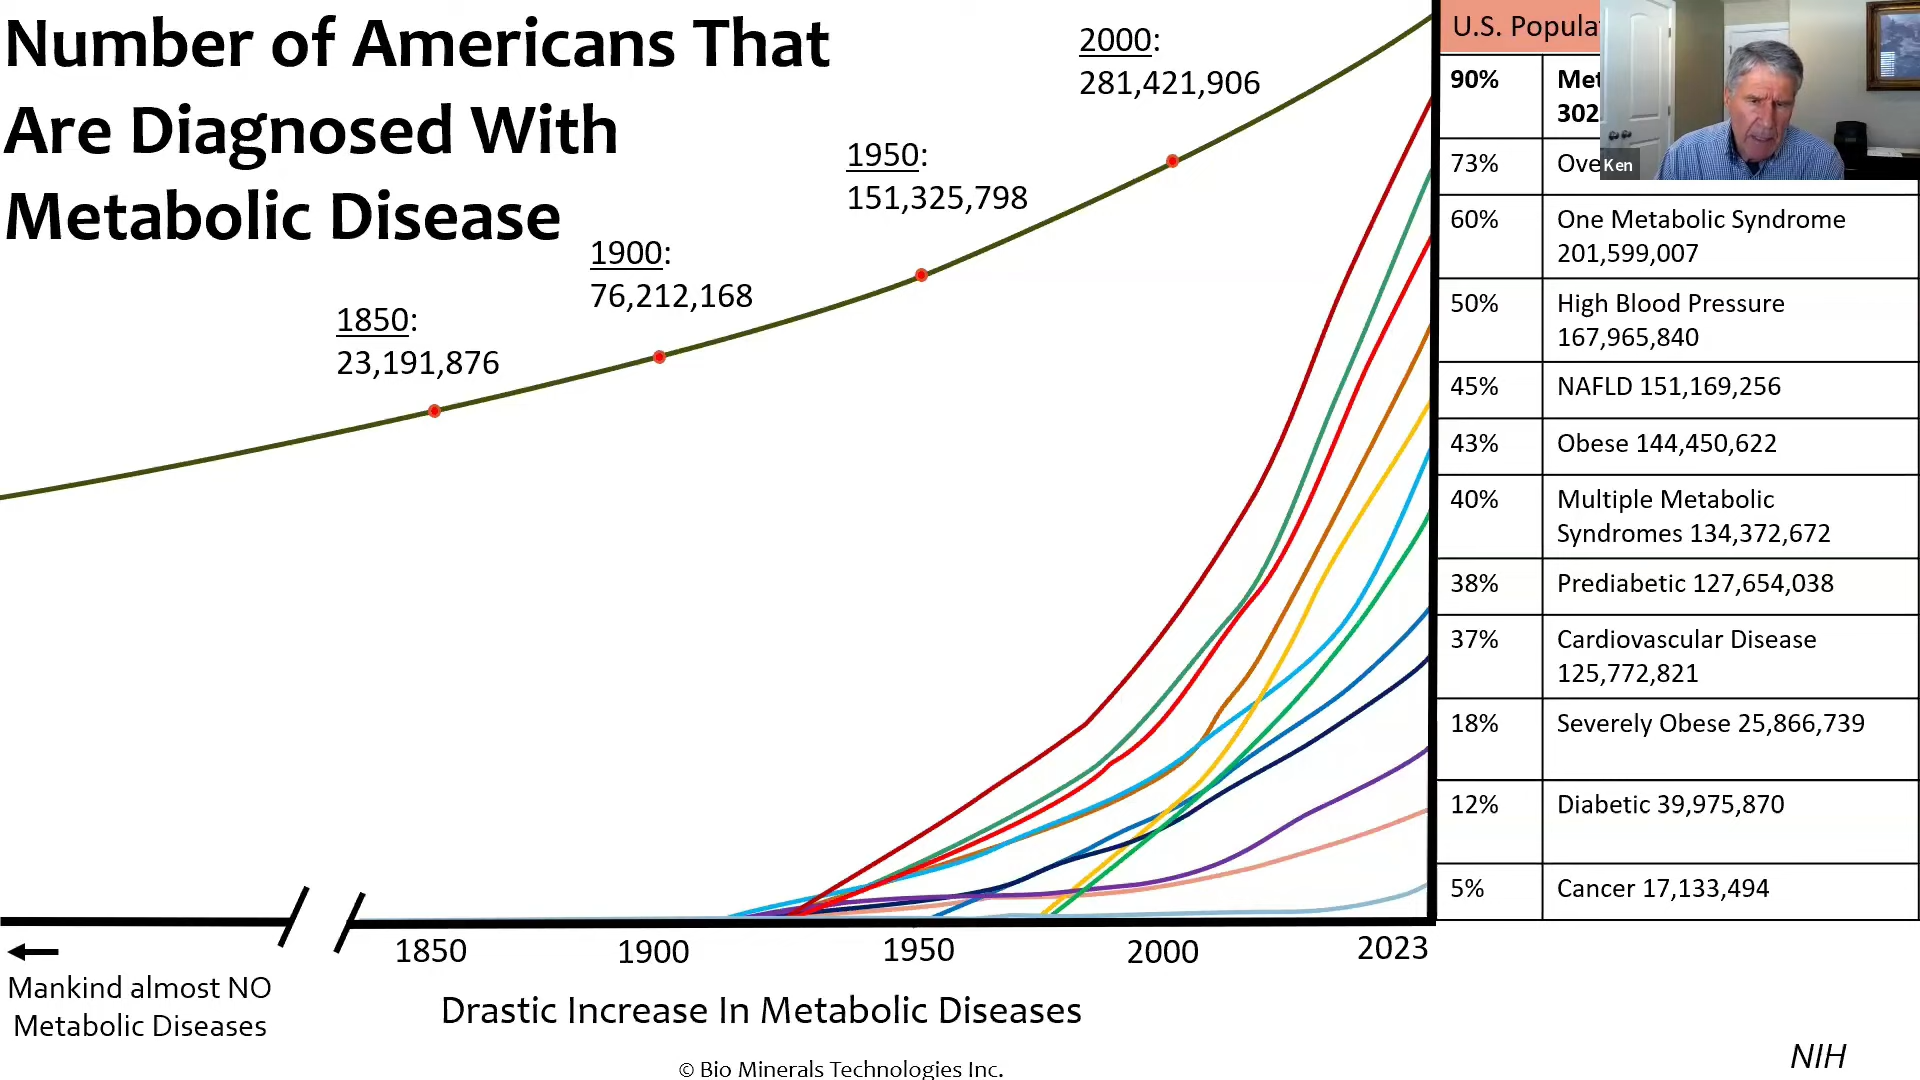 Number of Americans That
Are Diagnosed With
Metabolic Disease
2000:
281,421,906
1950:
151,325,798
1900:
76,212,168
1850:
23,191,876
1850
1900
1950
2000
2023
Mankind almost NO
Metabolic Diseases
Drastic Increase In Metabolic Diseases
© Bio Minerals Technologies Inc.
U.S.
90%
302
73%
60% One Metabolic Syndrome
201,599,007
50% High Blood Pressure
167,965,840
45% NAFLD 151,169,256
43% Obese 144,450,622
40% Multiple Metabolic
Syndromes 134,372,672
38% Prediabetic 127,654,038
37% Cardiovascular Disease
125,772,821
18% Severely Obese 25,866,739
12% Diabetic 39,975,870
5% Cancer 17,133,494
Ken
NIH